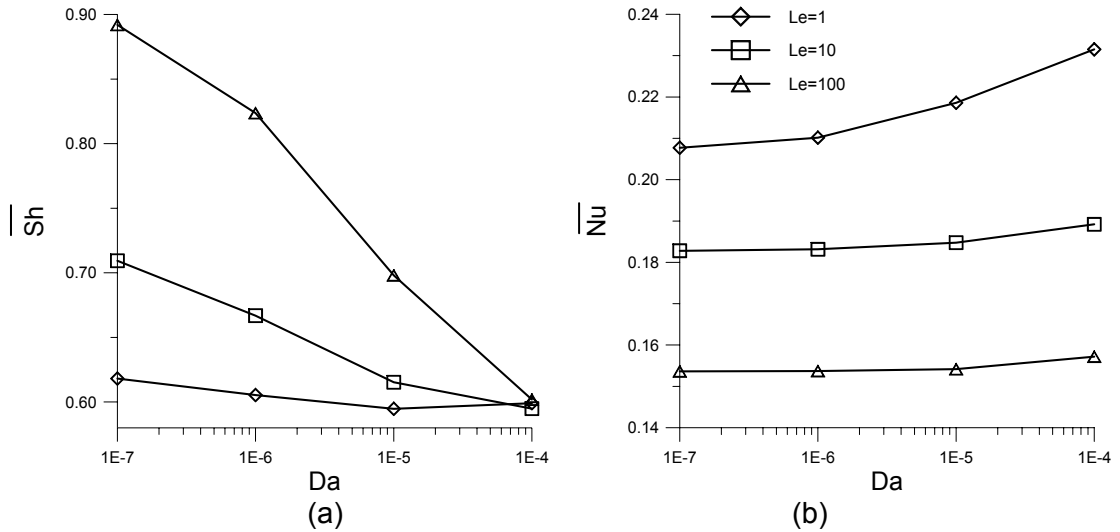 0.90
0.80
0.70
0.60
Sh
1E-7 1E-6 1E-5 1E-4
Da
(a)
Le=1
Le=10
Le=100
0.24
0.22
0.20
0.18
0.16
0.14
Nu
1E-7 1E-6 1E-5 1E-4
Da
(b)